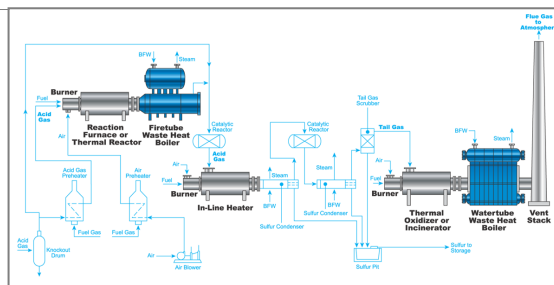 Flue Gas
to
Atmosphere
BFW
Steam
Burner
Fuel
Acid
Gas
Air
Reaction
Furnace or
Thermal Reactor
Firetube
Waste Heat
Boiler
Catalytic
Reactor
Acid
Gas
Catalytic
Reactor
Tail Gas
Scrubber
Tail Gas
BFW
Steam
Acid Gas
Preheater
Air
Preheater
Air
Fuel
Burner
In-Line Heater
Steam
BFW
Sulfur Condenser
Steam
BFW
Sulfur Condenser
Air
Fuel
Burner
Thermal
Oxidizer or
Incinerator
Watertube
Waste Heat
Boiler
Vent
Stack
Fuel Gas
Fuel Gas
Acid
Gas
Knockout
Drum
Air
Air Blower
Sulfur Pit
Sulfur to
Storage